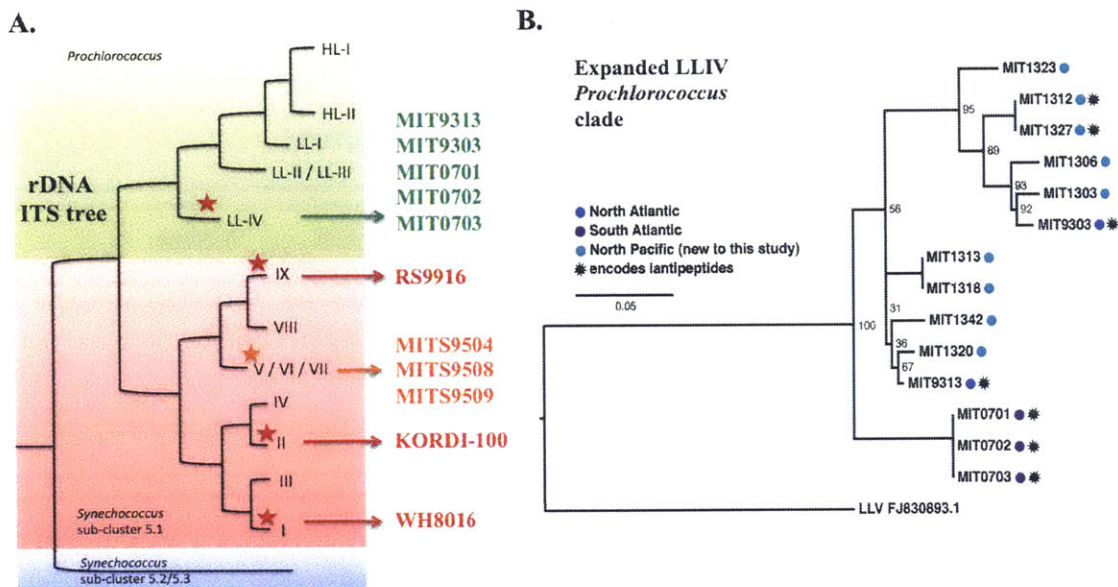 A.
Prochlorococcus
HL-I
HL-II
LL-I
LL-II / LL-III
rDNA
ITS tree
LL-IV
MIT9313
MIT9303
MIT0701
MIT0702
MIT0703
IX
RS9916
VIII
V / VI / VII
MITS9504
MITS9508
MITS9509
IV
II
KORDI-100
III
I
WH8016
Synechococcus
sub-cluster 5.1
Synechococcus
sub-cluster 5.2/5.3
B.
Expanded LLIV
Prochlorococcus
clade
North Atlantic
South Atlantic
North Pacific (new to this study)
encodes lantipeptides
0.05
MIT1323
95
MIT1312
MIT1327
89
MIT1306
93
MIT1303
92
MIT9303
56
MIT1313
MIT1318
31
MIT1342
100
36
MIT1320
67
MIT9313
MIT0701
MIT0702
MIT0703
LLV FJ830893.1